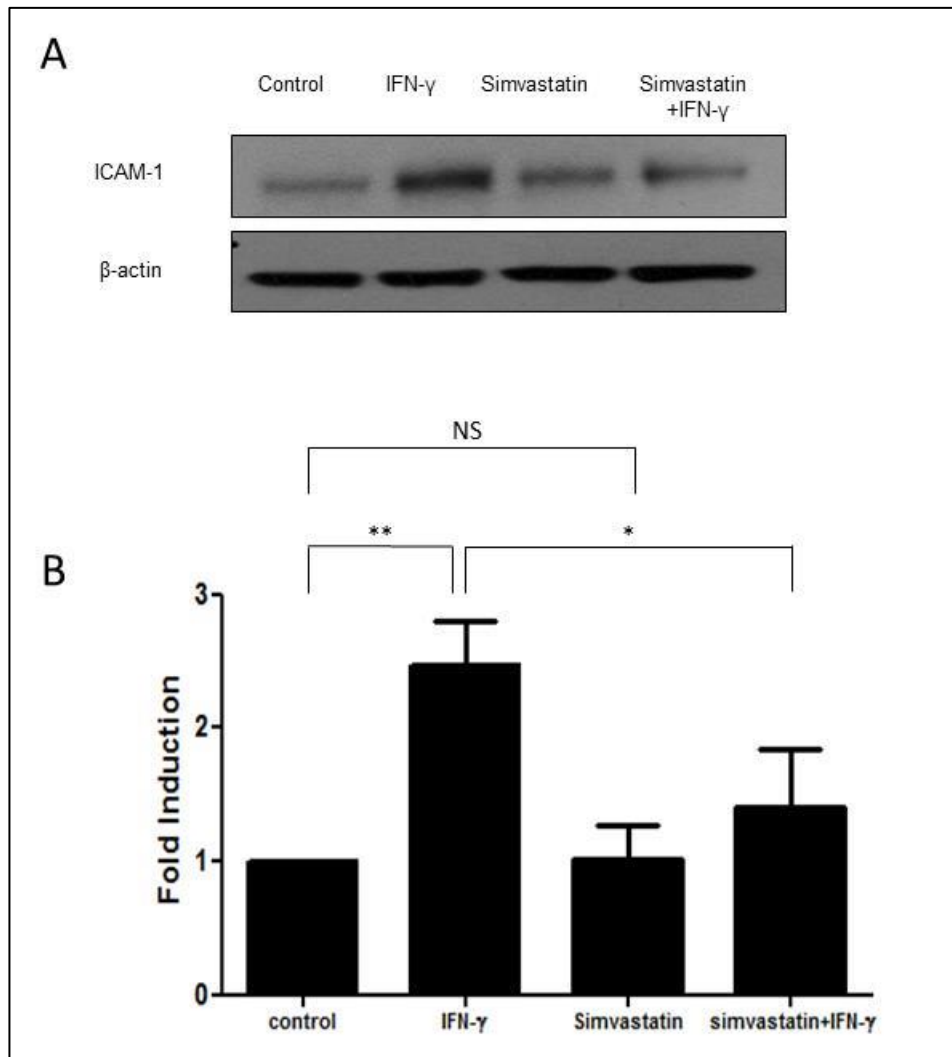 A
Control IFN-γ Simvastatin Simvastatin
+IFN-γ
ICAM-1
β-actin
NS
** *
B
Fold Induction
3
2
1
0
control IFN-γ Simvastatin simvastatin+IFN-γ